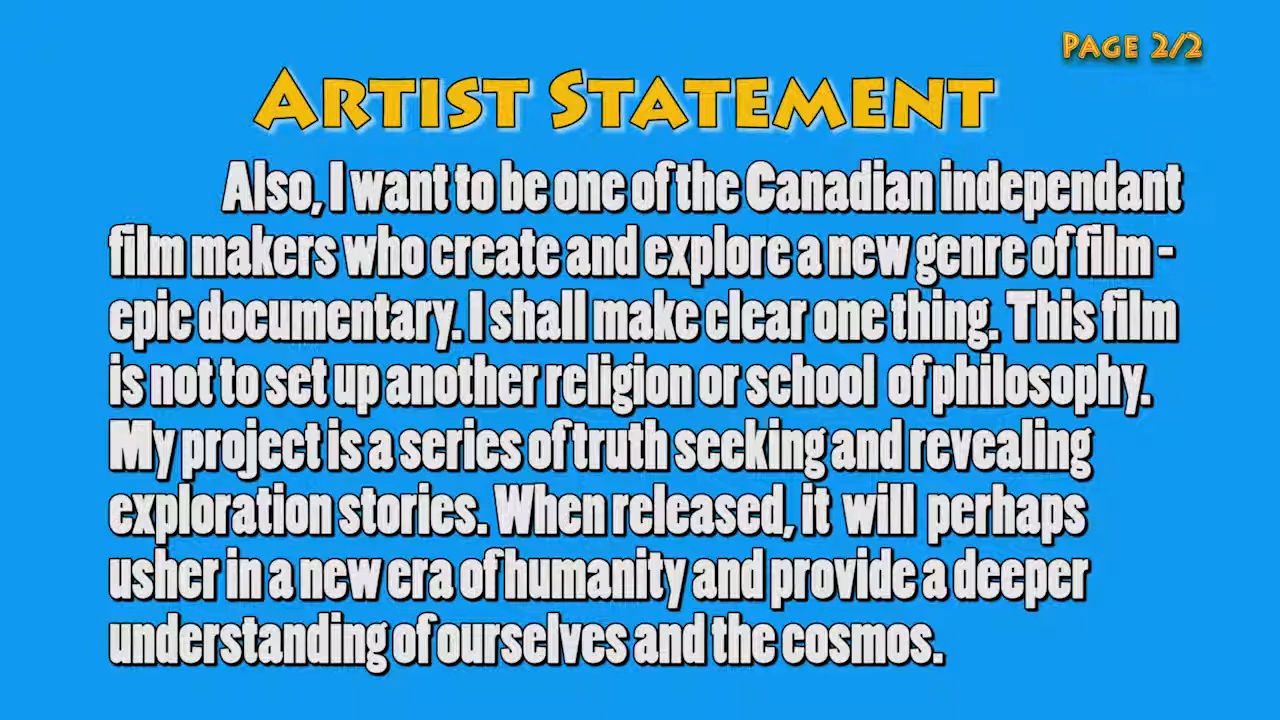 PAGE 2/2
ARTIST STATEMENT
Also, I want to be one of the Canadian independant
film makers who create and explore a new genre of film -
epic documentary. I shall make clear one thing. This film
is not to set up another religion or school of philosophy.
My project is a series of truth seeking and revealing
exploration stories. When released, it will perhaps
usher in a new era of humanity and provide a deeper
understanding of ourselves and the cosmos.